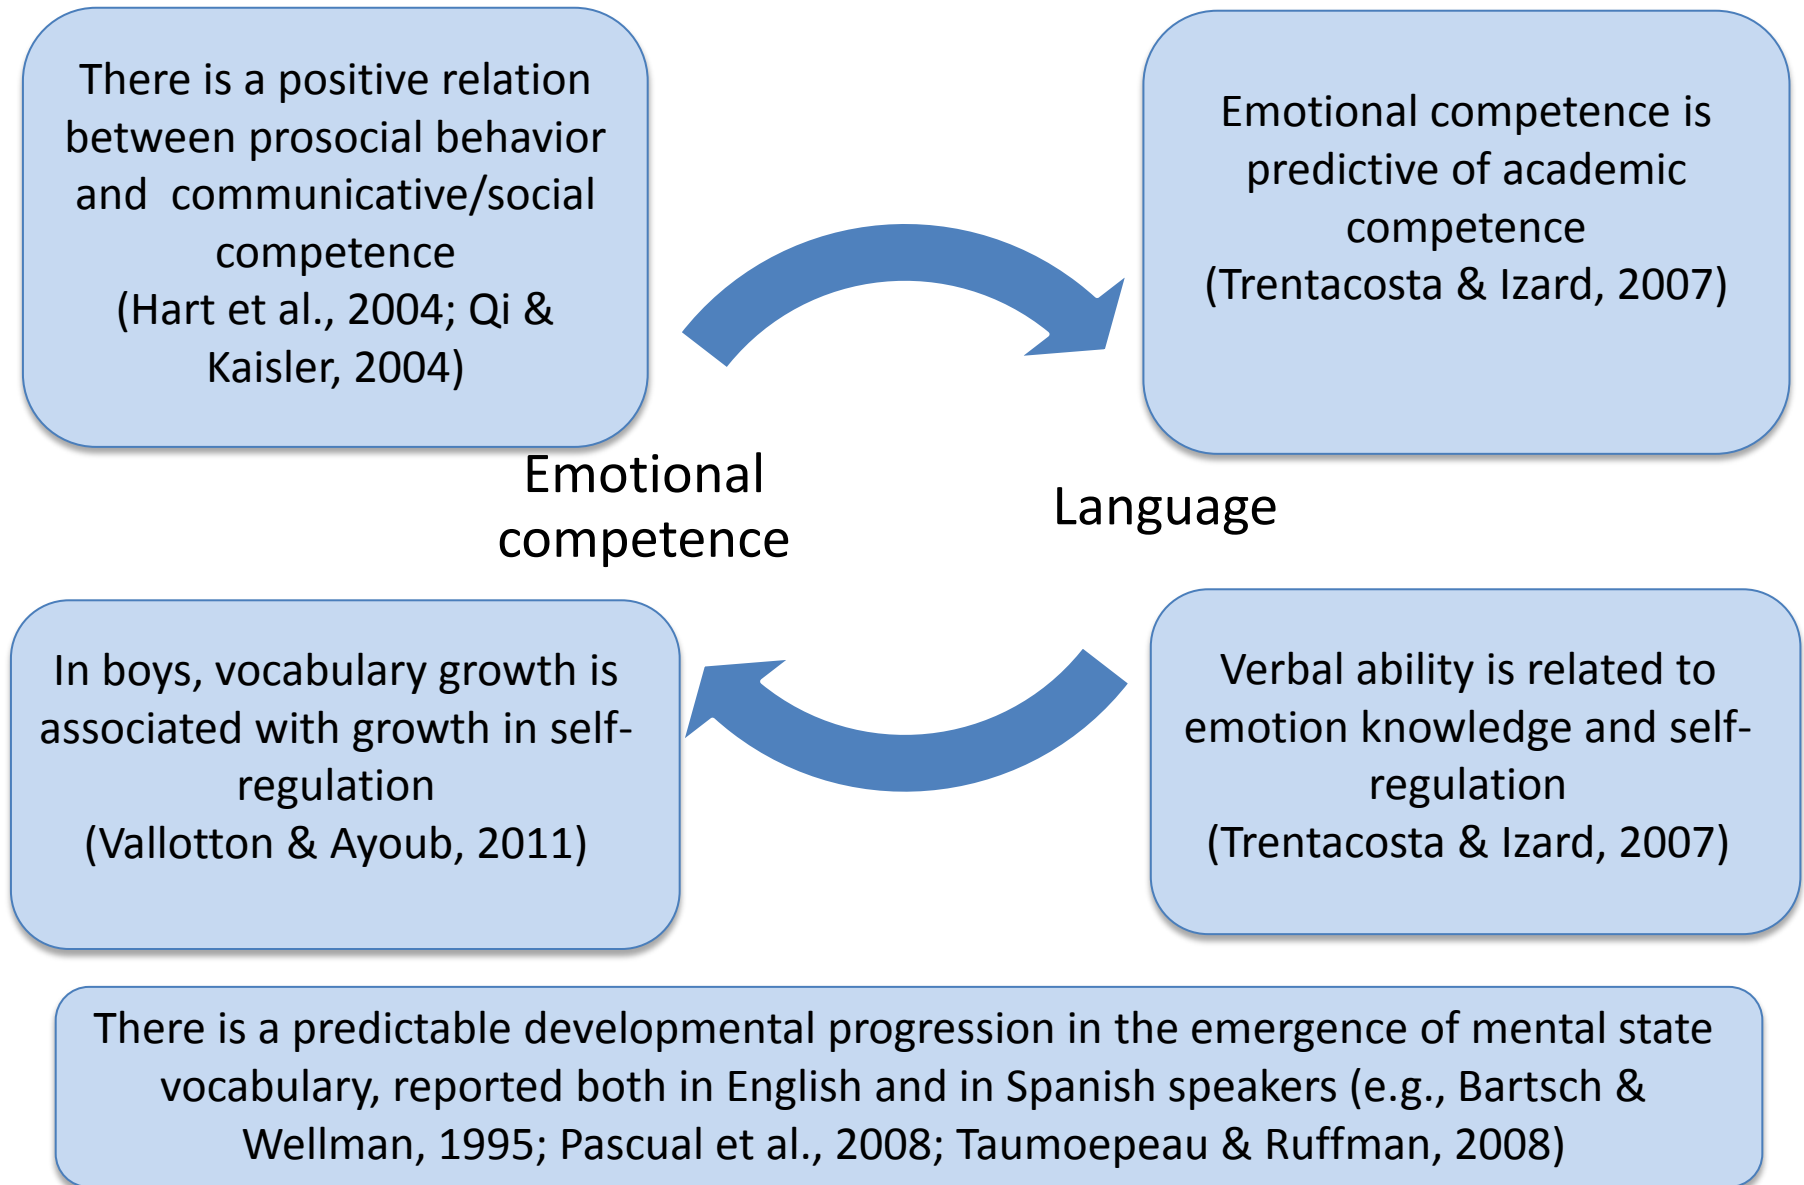 There is a positive relation
between prosocial behavior
and  communicative/social
competence
(Hart et al., 2004; Qi &
Kaisler, 2004)
Emotional competence is
predictive of academic
competence
(Trentacosta & Izard, 2007)
Emotional
competence
Language
In boys, vocabulary growth is
associated with growth in self-
regulation
(Vallotton & Ayoub, 2011)
Verbal ability is related to
emotion knowledge and self-
regulation
(Trentacosta & Izard, 2007)
There is a predictable developmental progression in the emergence of mental state
vocabulary, reported both in English and in Spanish speakers (e.g., Bartsch &
Wellman, 1995; Pascual et al., 2008; Taumoepeau & Ruffman, 2008)